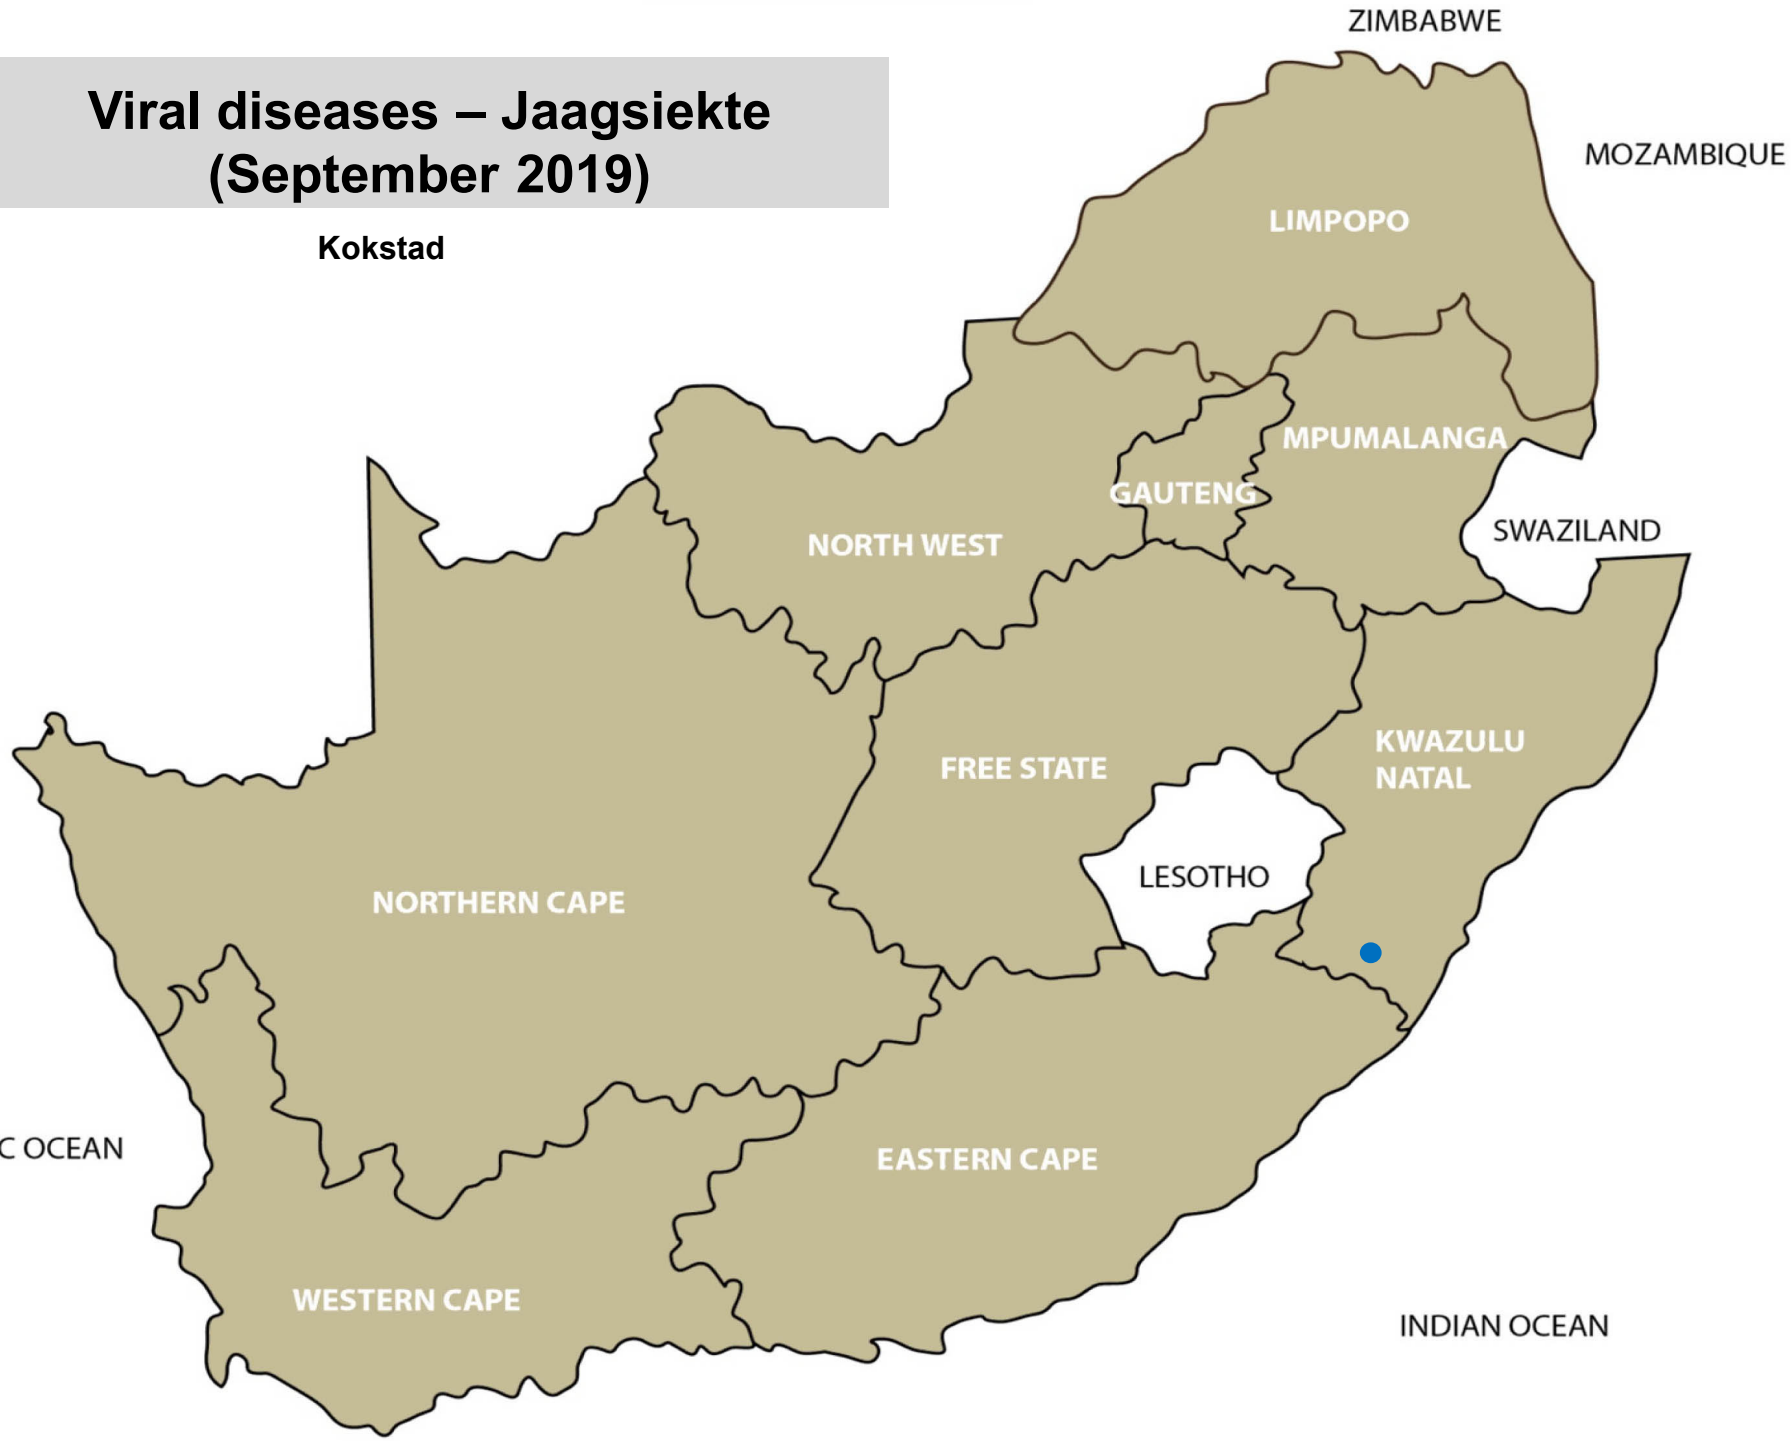 ZIMBABWE
Viral diseases – Jaagsiekte
(September 2019)
MOZAMBIQUE
LIMPOPO
Kokstad
MPUMALANGA
GAUTENG
SWAZILAND
NORTH WEST
KWAZULU
NATAL
FREE STATE
LESOTHO
NORTHERN CAPE
C OCEAN
EASTERN CAPE
WESTERN CAPE
INDIAN OCEAN